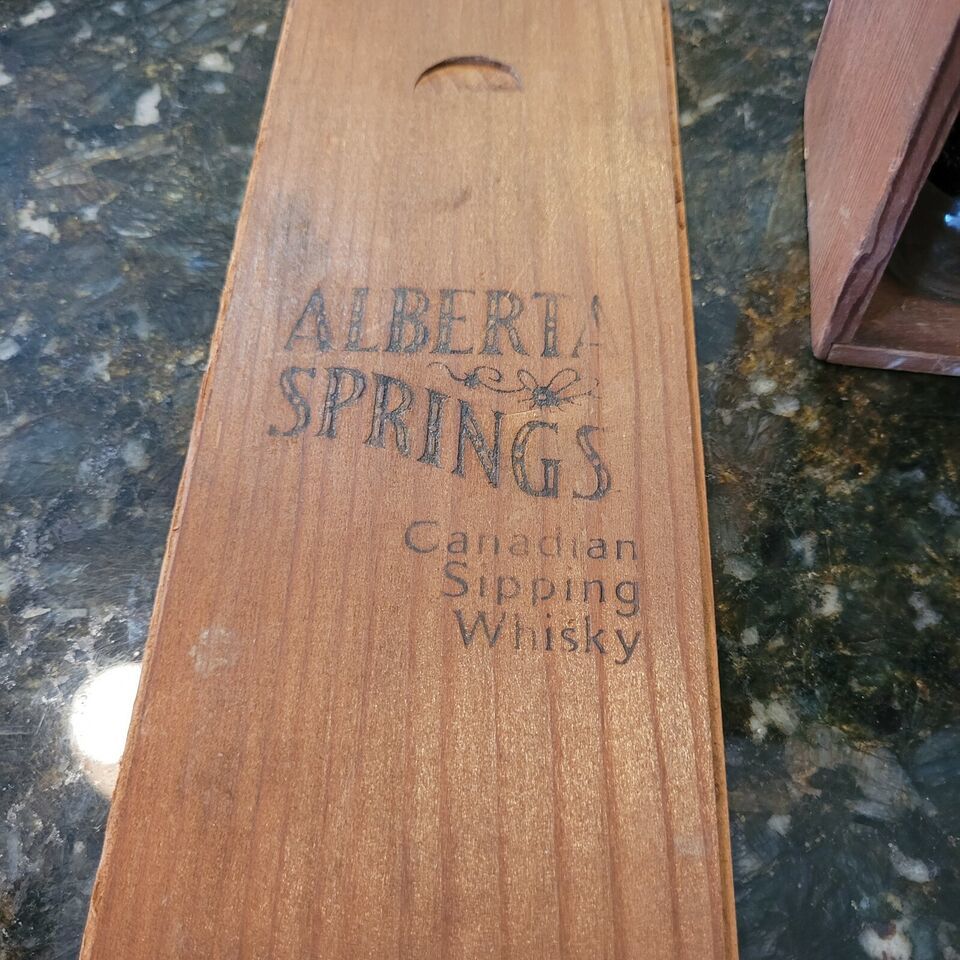 ALBERTA
SPRINGS
Canadian
Sipping
Whisky